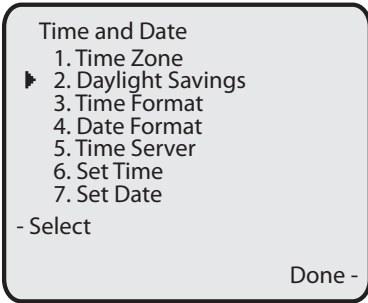 Time and Date
1. Time Zone
2. Daylight Savings
3. Time Format
4. Date Format
5. Time Server
6. Set Time
7. Set Date
- Select
Done -